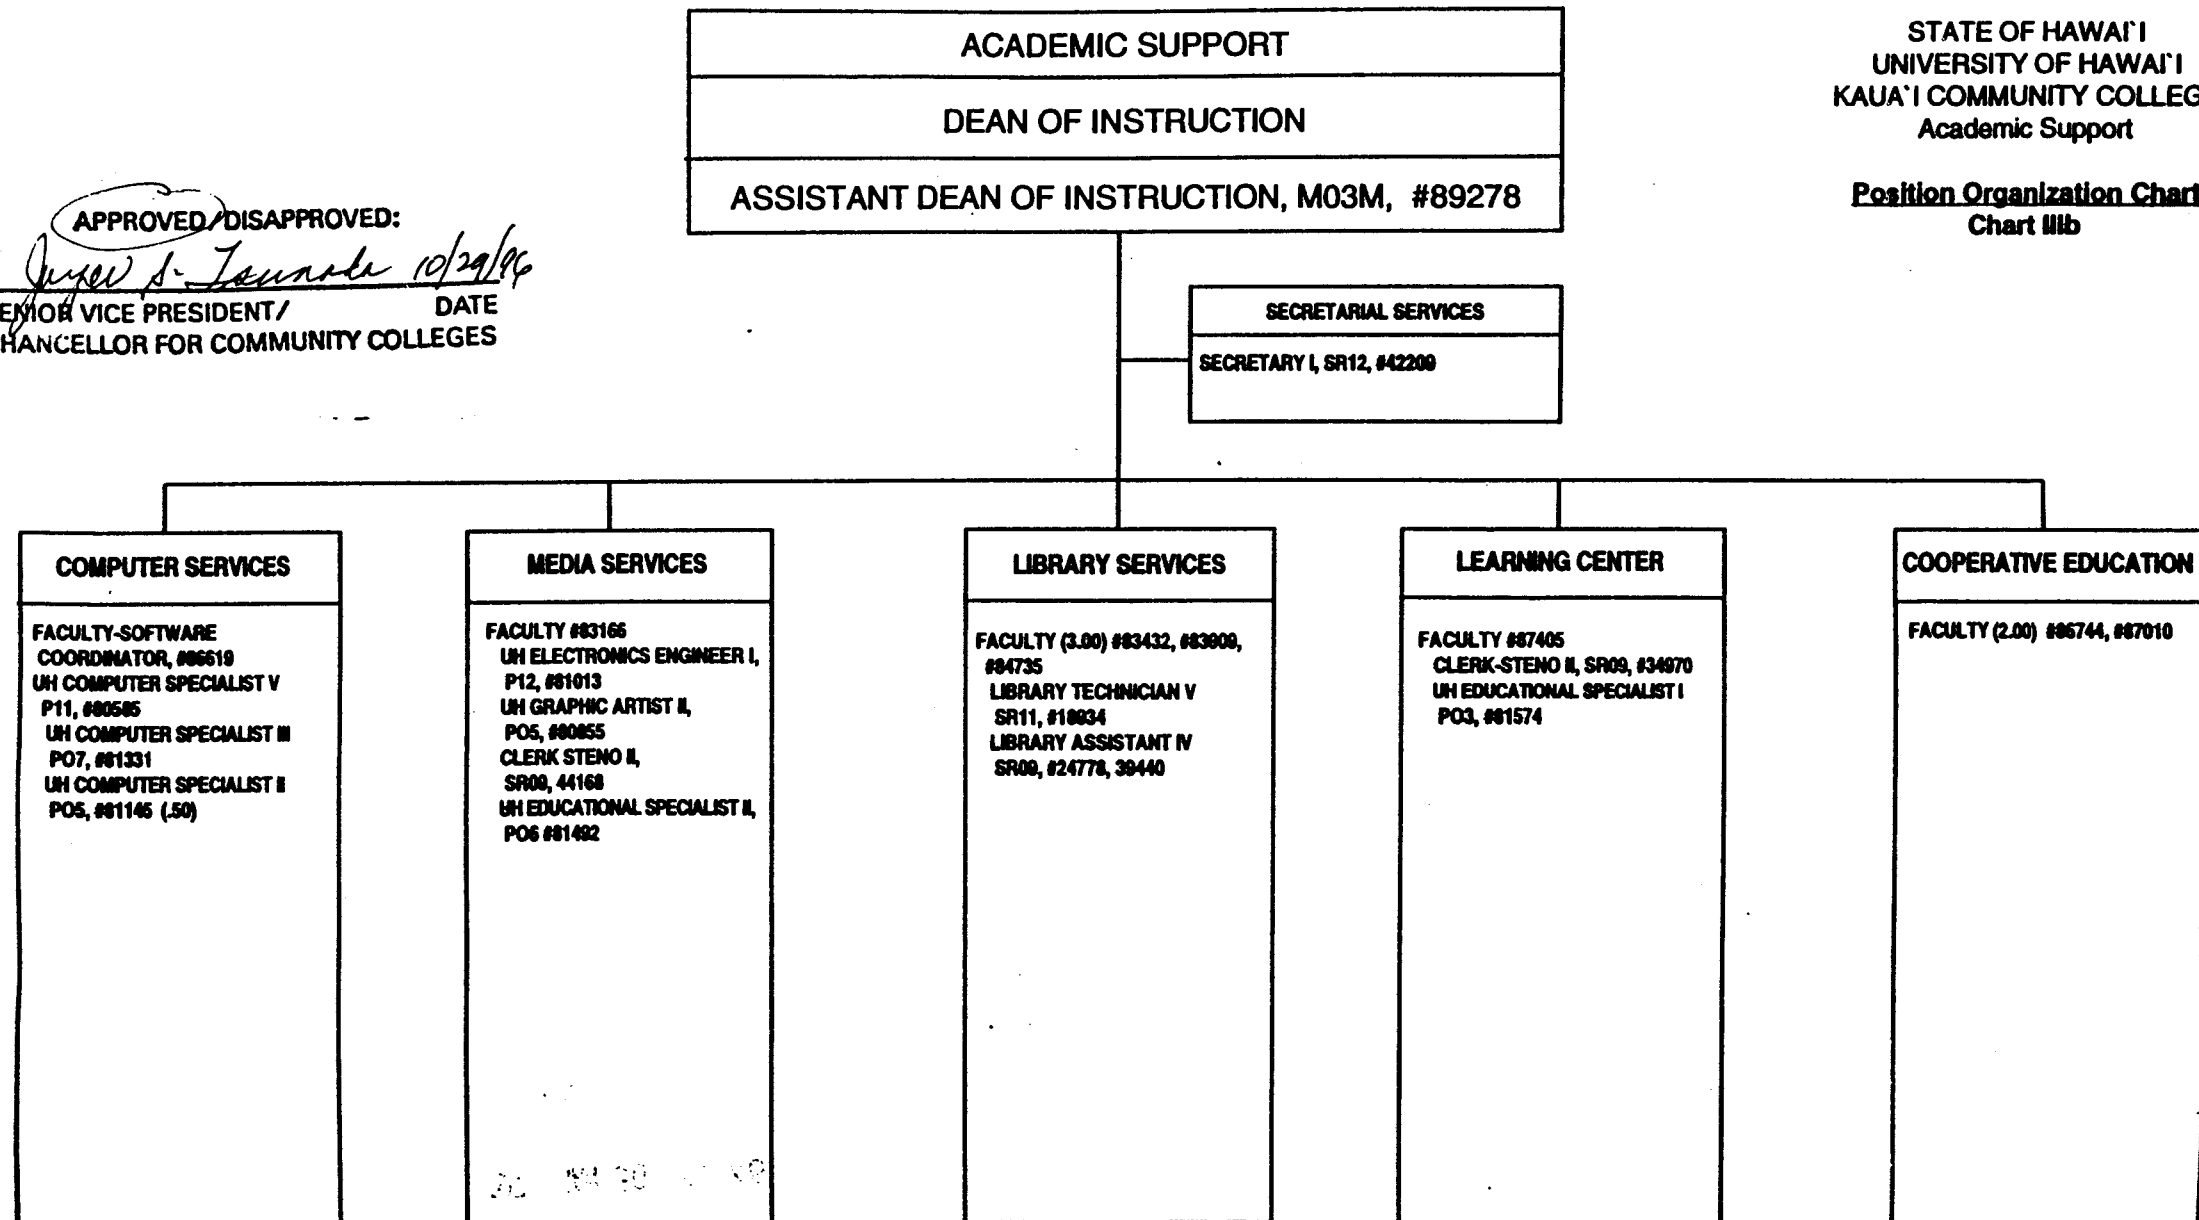 ACADEMIC SUPPORT
DEAN OF INSTRUCTION
ASSISTANT DEAN OF INSTRUCTION, M03M, #89278
STATE OF HAWAI`I
UNIVERSITY OF HAWAI`I
KAUA`I COMMUNITY COLLEG
Academic Support
Position Organization Chart
Chart IIIb
APPROVED/DISAPPROVED:
10/29/96
ENIOR VICE PRESIDENT/ DATE
HANCELLOR FOR COMMUNITY COLLEGES
SECRETARIAL SERVICES
SECRETARY I, SR12, #42209
COMPUTER SERVICES
FACULTY-SOFTWARE
COORDINATOR, #86619
UH COMPUTER SPECIALIST V
P11, #80585
UH COMPUTER SPECIALIST III
PO7, #81331
UH COMPUTER SPECIALIST II
PO5, #81145 (.50)
MEDIA SERVICES
FACULTY #83166
UH ELECTRONICS ENGINEER I,
P12, #81013
UH GRAPHIC ARTIST II,
PO5, #80855
CLERK STENO II,
SR09, 44168
UH EDUCATIONAL SPECIALIST II,
PO6 #81492
LIBRARY SERVICES
FACULTY (3.00) #83432, #83909,
#84735
LIBRARY TECHNICIAN V
SR11, #18934
LIBRARY ASSISTANT IV
SR09, #24778, 39440
LEARNING CENTER
FACULTY #87405
CLERK-STENO II, SR09, #34970
UH EDUCATIONAL SPECIALIST I
PO3, #81574
COOPERATIVE EDUCATION
FACULTY (2.00) #86744, #87010